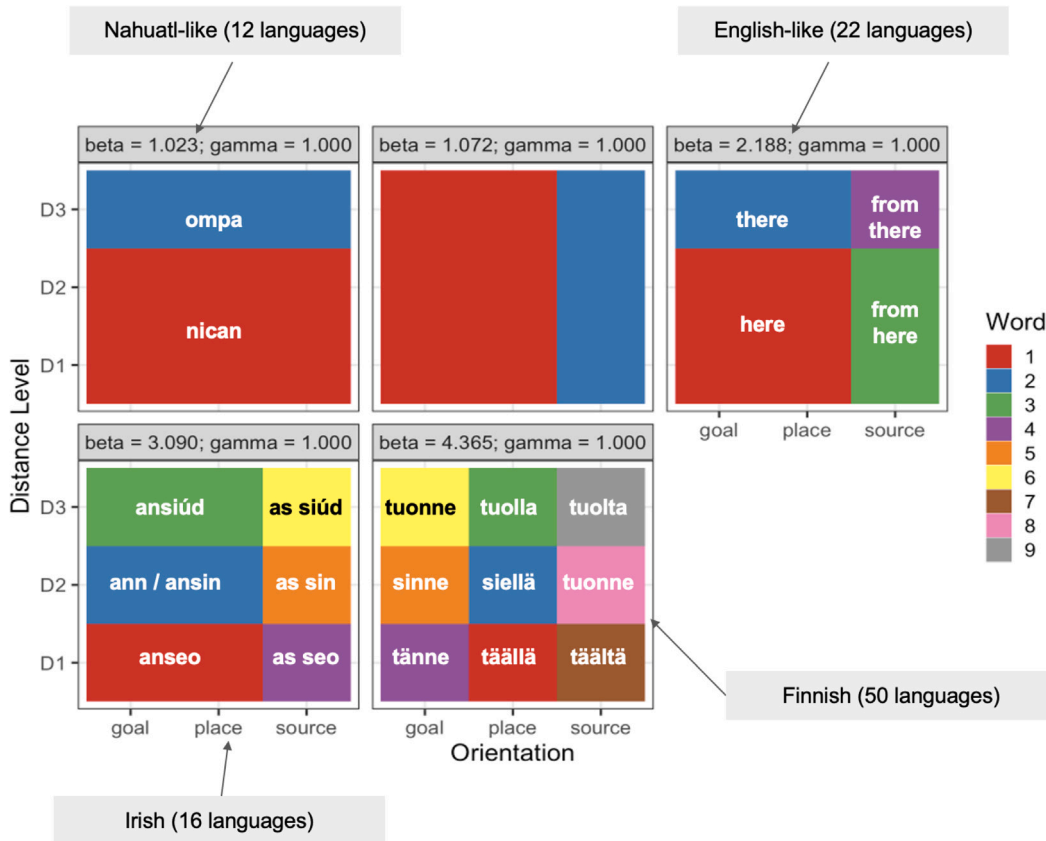 Nahuatl-like (12 languages)
English-like (22 languages)
beta = 1.023; gamma = 1.000
beta = 1.072; gamma = 1.000
beta = 2.188; gamma = 1.000
D3
D2
D1
ompa
nican
there
from
there
here
from
here
goal
place
source
Distance Level
beta = 3.090; gamma = 1.000
beta = 4.365; gamma = 1.000
D3
D2
D1
ansiúd
as siúd
tuonne
tuolla
tuolta
ann / ansin
as sin
sinne
siellä
tuonne
anseo
as seo
tänne
täällä
täältä
goal
place
source
goal
place
source
Orientation
Word
1
2
3
4
5
6
7
8
9
Finnish (50 languages)
Irish (16 languages)